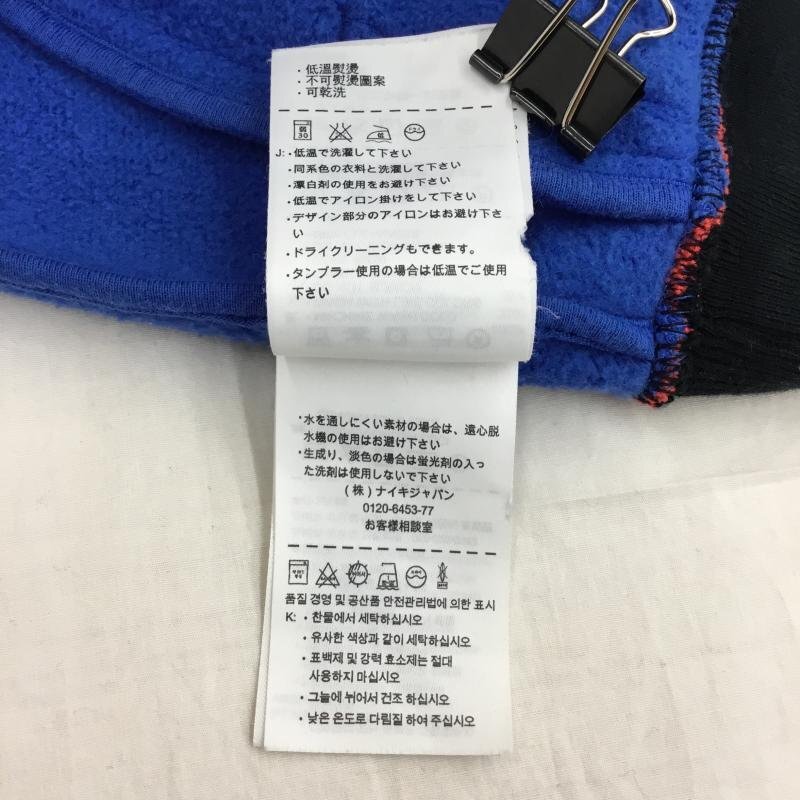 ・低溫熨燙
・不可熨燙圖案
・可乾洗
弱
30
低
J:・低温で洗濯して下さい
・同系色の衣料と洗濯して下さい
・漂白剤の使用をお避け下さい
・低温でアイロン掛けをして下さい
・デザイン部分のアイロンはお避け下さ
い
・ドライクリーニングもできます。
・タンブラー使用の場合は低温でご使用
下さい
・水を通しにくい素材の場合は、遠心脱
水機の使用はお避け下さい
・生成り、淡色の場合は蛍光剤の入っ
た洗剤は使用しないで下さい
(株)ナイキジャパン
0120-6453-77
お客様相談室
품질 경영 및 공산품 안전관리법에 의한 표시
K: ・찬물에서 세탁하십시오
・유사한 색상과 같이 세탁하십시오
・표백제 및 강력 효소제는 절대
사용하지 마십시오
・그늘에 뉘어서 건조 하십시오
・낮은 온도로 다림질 하여 주십시오